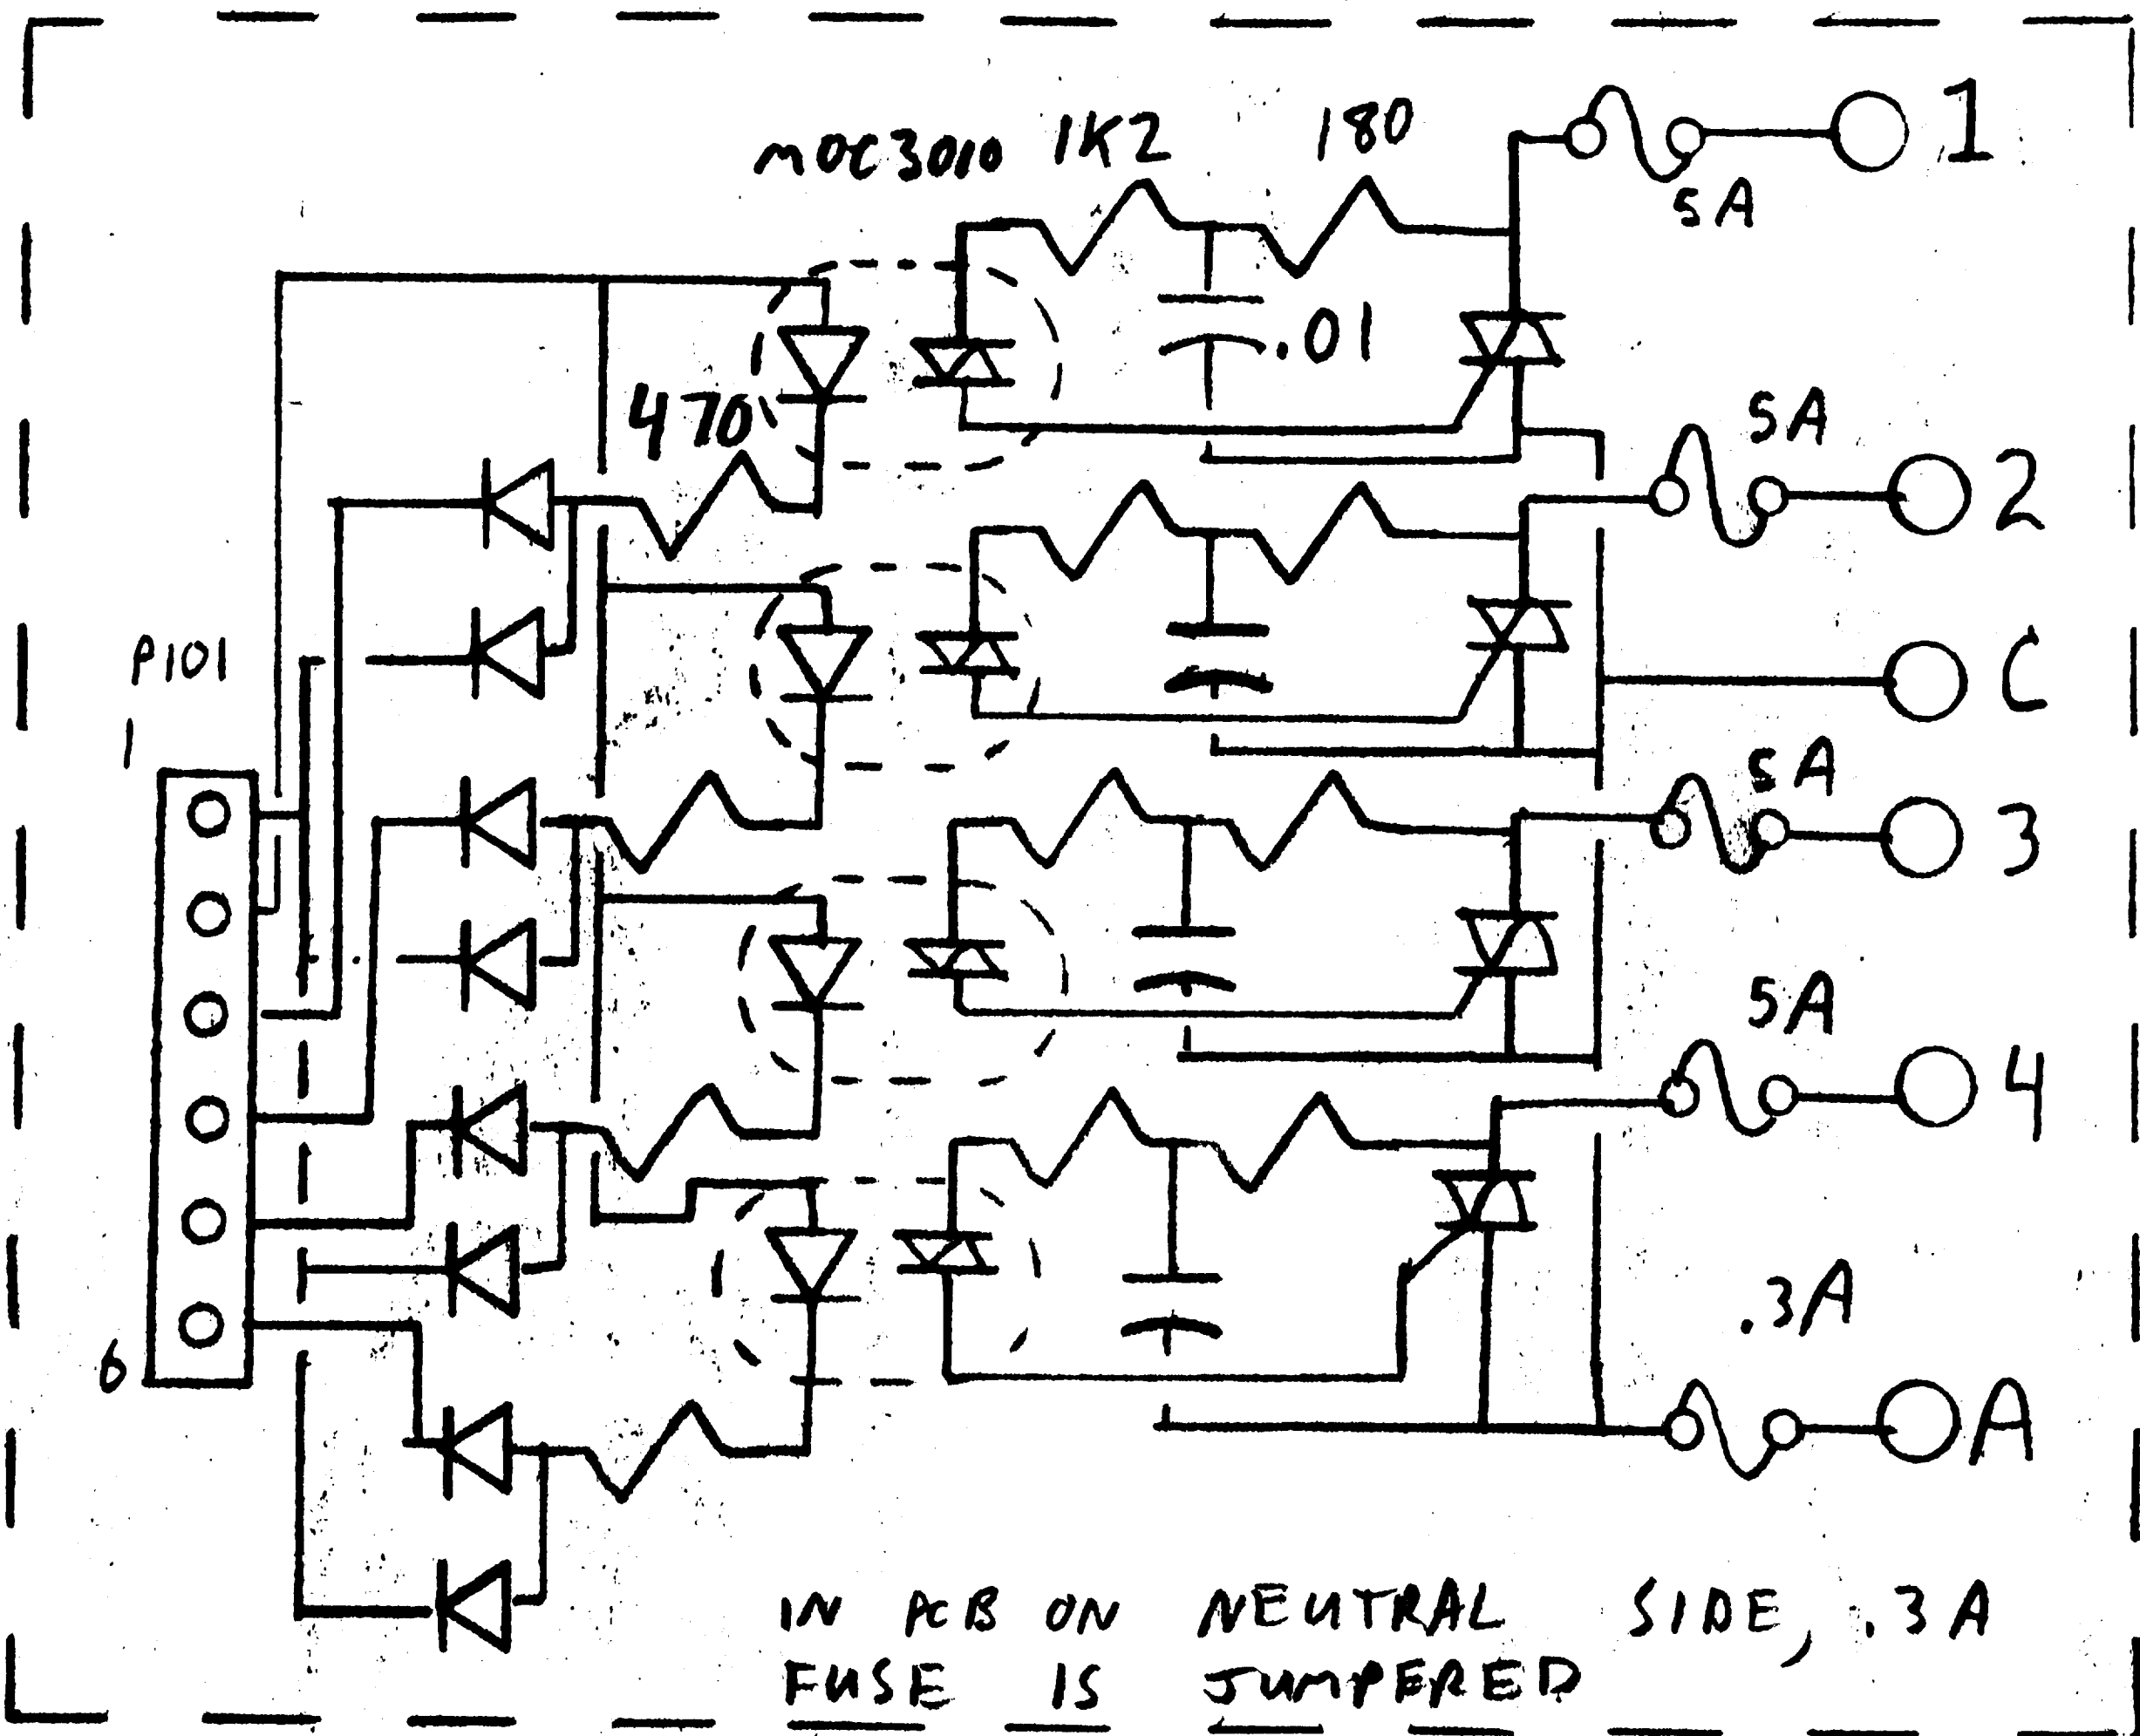 MOC3010 1K2 180
1
5A
.01
470
5A
2
P101
C
1
5A
3
5A
4
.3A
6
A
IN PCB ON NEUTRAL SIDE, .3A
FUSE IS JUMPERED